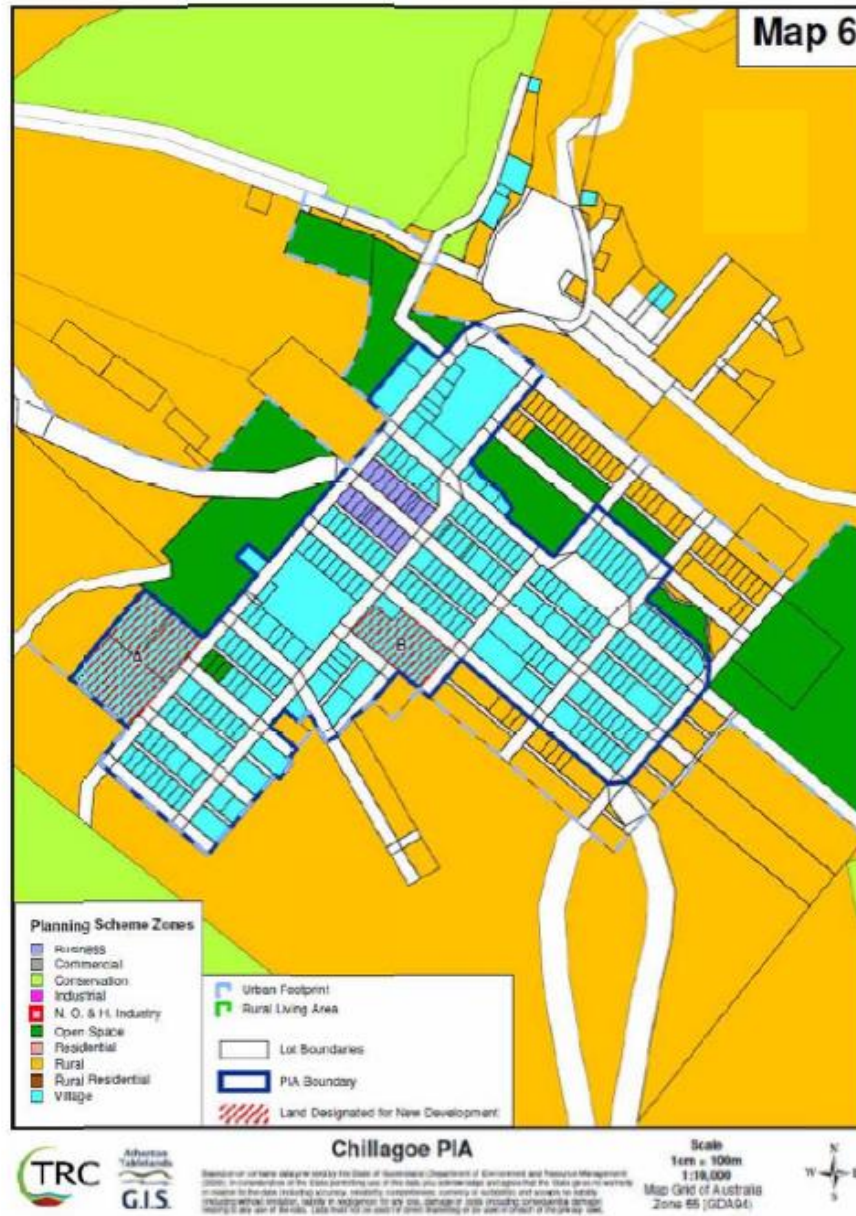 Map 6
A
B
Planning Scheme Zones
Business
Commercial
Conservation
Industrial
N. O. & H. Industry
Open Space
Residential
Rural
Rural Residential
Village
Urban Footprint
Rural Living Area
Lot Boundaries
PIA Boundary
Land Designated for New Development
TRC
Atherton
Tablelands
G.I.S.
Chillagoe PIA
Scale
1cm = 100m
1:10,000
Map Grid of Australia
Zone 55 (GDA94)
N
W
E
S